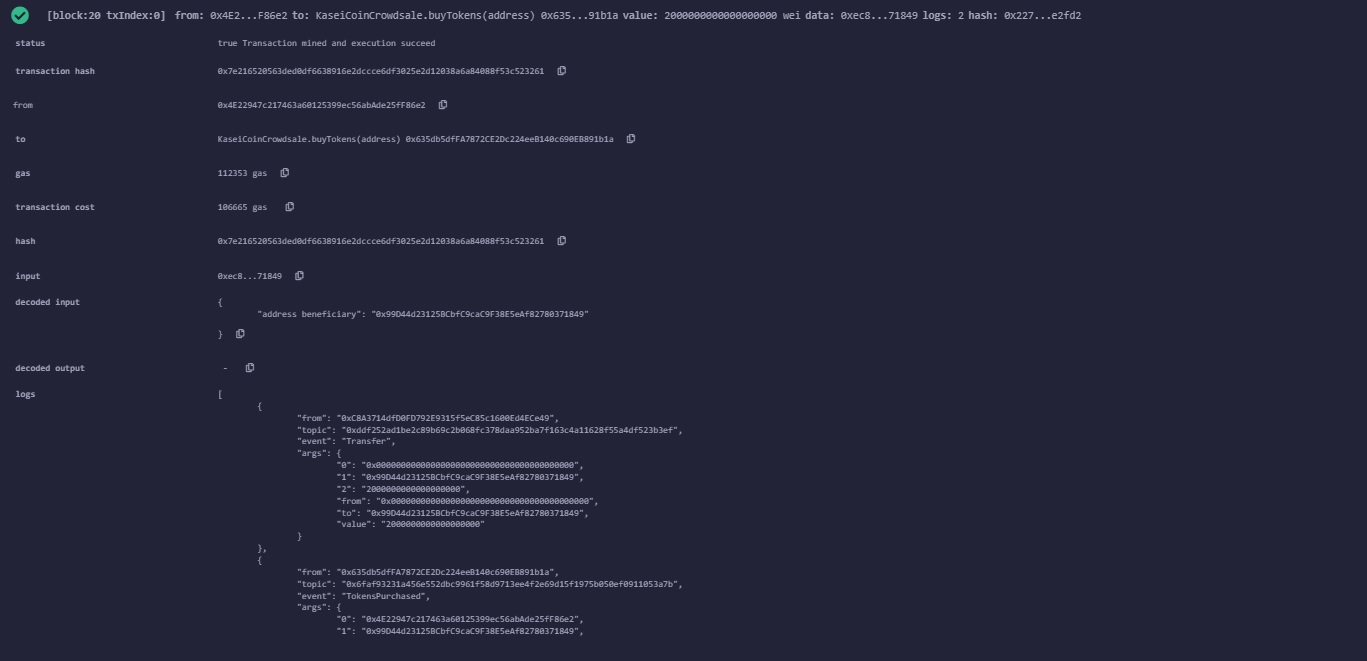 [block:20 txIndex:0] from: 0x4E2...F86e2 to: KaseiCoinCrowdsale.buyTokens(address) 0x635...91b1a value: 2000000000000000000 wei data: 0xec8...71849 logs: 2 hash: 0x227...e2fd2
status true Transaction mined and execution succeed
transaction hash 0x7e216520563ded0df6638916e2dccce6df3025e2d12038a6a84088f53c523261
from 0x4E22947c217463a60125399ec56abAde25fF86e2
to KaseiCoinCrowdsale.buyTokens(address) 0x635db5dfFA7872CE2Dc224eeB140c690EB891b1a
gas 112353 gas
transaction cost 106665 gas
hash 0x7e216520563ded0df6638916e2dccce6df3025e2d12038a6a84088f53c523261
input 0xec8...71849
decoded input {
"address beneficiary": "0x99D44d23125BCbfC9caC9F38E5eAf82780371849"
}
decoded output -
logs [
{
"from": "0xC8A3714dfD0FD792E9315f5eC85c1600Ed4ECe49",
"topic": "0xddf252ad1be2c89b69c2b068fc378daa952ba7f163c4a11628f55a4df523b3ef",
"event": "Transfer",
"args": {
"0": "0x0000000000000000000000000000000000000000",
"1": "0x99D44d23125BCbfC9caC9F38E5eAf82780371849",
"2": "2000000000000000000",
"from": "0x0000000000000000000000000000000000000000",
"to": "0x99D44d23125BCbfC9caC9F38E5eAf82780371849",
"value": "2000000000000000000"
}
},
{
"from": "0x635db5dfFA7872CE2Dc224eeB140c690EB891b1a",
"topic": "0x6faf93231a456e552dbc9961f58d9713ee4f2e69d15f1975b050ef0911053a7b",
"event": "TokensPurchased",
"args": {
"0": "0x4E22947c217463a60125399ec56abAde25fF86e2",
"1": "0x99D44d23125BCbfC9caC9F38E5eAf82780371849",